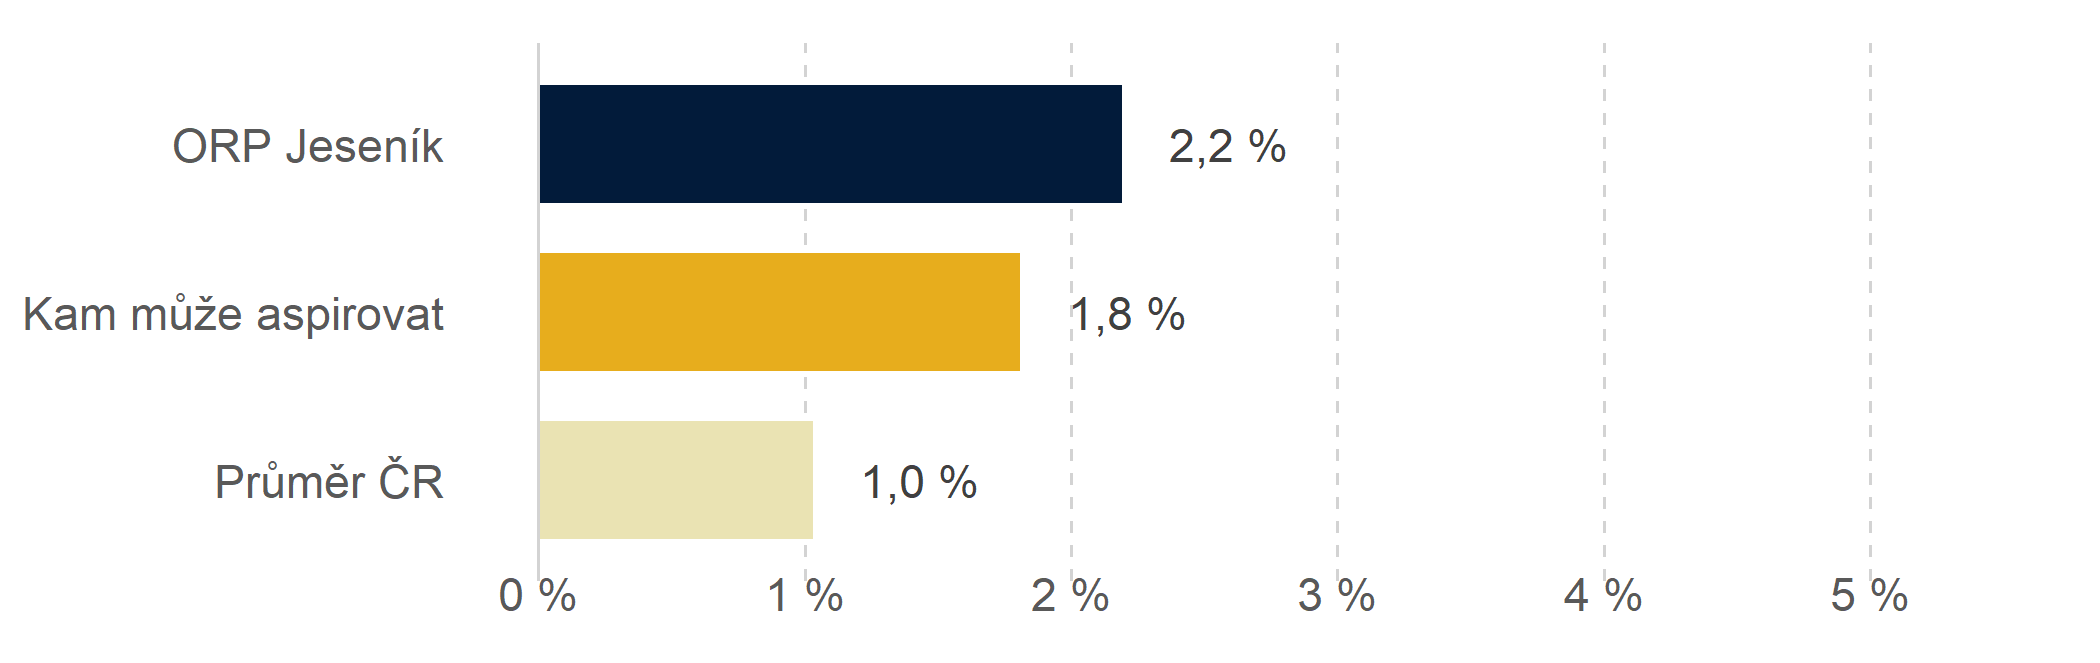 ORP Jeseník
2,2 %
Kam může aspirovat
1,8 %
Průměr ČR
1,0 %
0 % 1 % 2 % 3 % 4 % 5 %